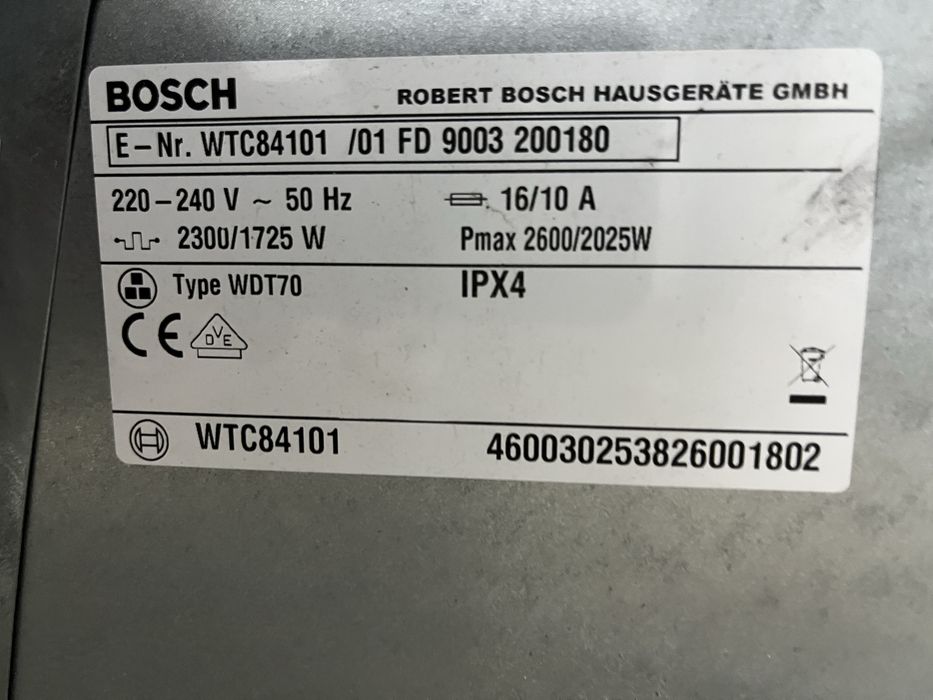 BOSCH ROBERT BOSCH HAUSGERÄTE GMBH
E-Nr. WTC84101 /01 FD 9003 200180
220-240 V ~ 50 Hz 16/10 A
2300/1725 W Pmax 2600/2025W
Type WDT70 IPX4
CE DVE
WTC84101 460030253826001802